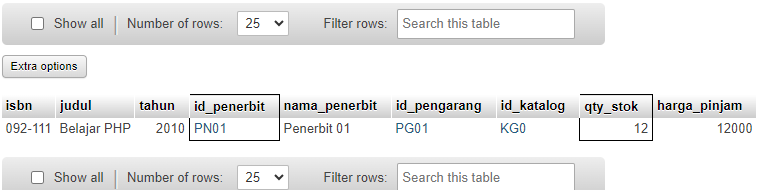 Show all Number of rows: 25 Filter rows: Search this table
Extra options
isbn judul tahun id_penerbit nama_penerbit id_pengarang id_katalog qty_stok harga_pinjam
092-111 Belajar PHP 2010 PN01 Penerbit 01 PG01 KG0 12 12000
Show all Number of rows: 25 Filter rows: Search this table